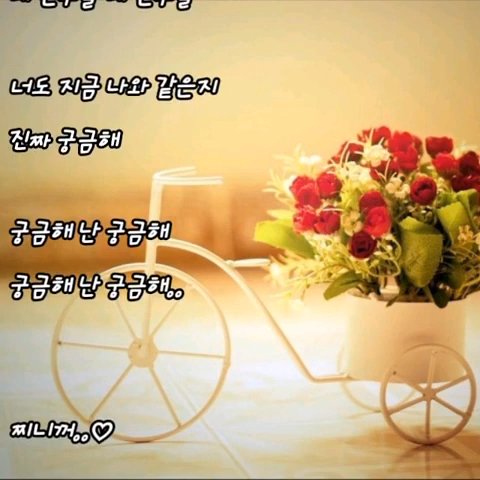 너도 지금 나와 같은지
진짜 궁금해
궁금해 난 궁금해
궁금해 난 궁금해..
찌니꺼..♡